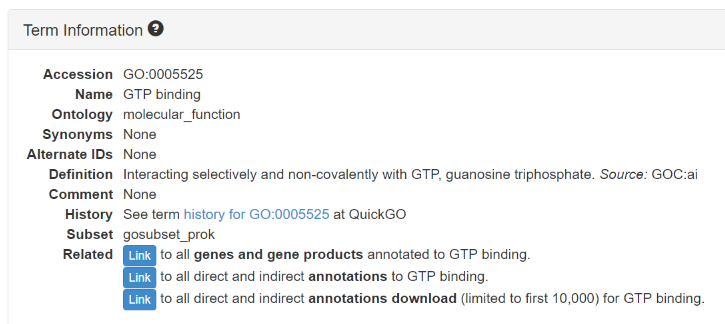 Term Information ?
Accession GO:0005525
Name GTP binding
Ontology molecular_function
Synonyms None
Alternate IDs None
Definition Interacting selectively and non-covalently with GTP, guanosine triphosphate. Source: GOC:ai
Comment None
History See term history for GO:0005525 at QuickGO
Subset gosubset_prok
Related Link to all genes and gene products annotated to GTP binding.
Link to all direct and indirect annotations to GTP binding.
Link to all direct and indirect annotations download (limited to first 10,000) for GTP binding.